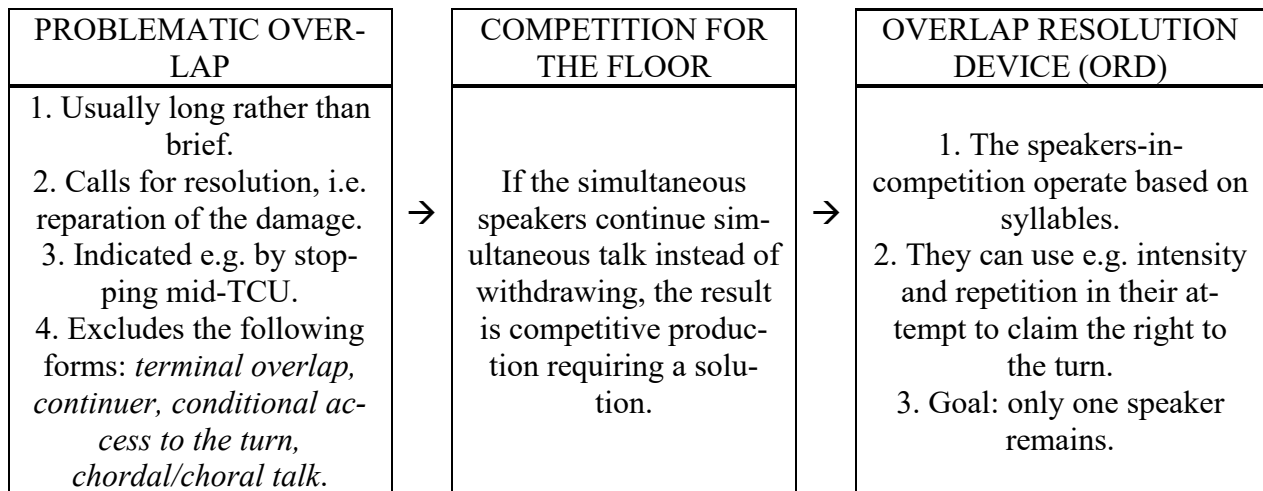 PROBLEMATIC OVER-
LAP
1. Usually long rather than
brief.
2. Calls for resolution, i.e.
reparation of the damage.
3. Indicated e.g. by stop-
ping mid-TCU.
4. Excludes the following
forms: terminal overlap,
continuer, conditional ac-
cess to the turn,
chordal/choral talk.
→
COMPETITION FOR
THE FLOOR
If the simultaneous
speakers continue sim-
ultaneous talk instead of
withdrawing, the result
is competitive produc-
tion requiring a solu-
tion.
→
OVERLAP RESOLUTION
DEVICE (ORD)
1. The speakers-in-
competition operate based on
syllables.
2. They can use e.g. intensity
and repetition in their at-
tempt to claim the right to
the turn.
3. Goal: only one speaker
remains.